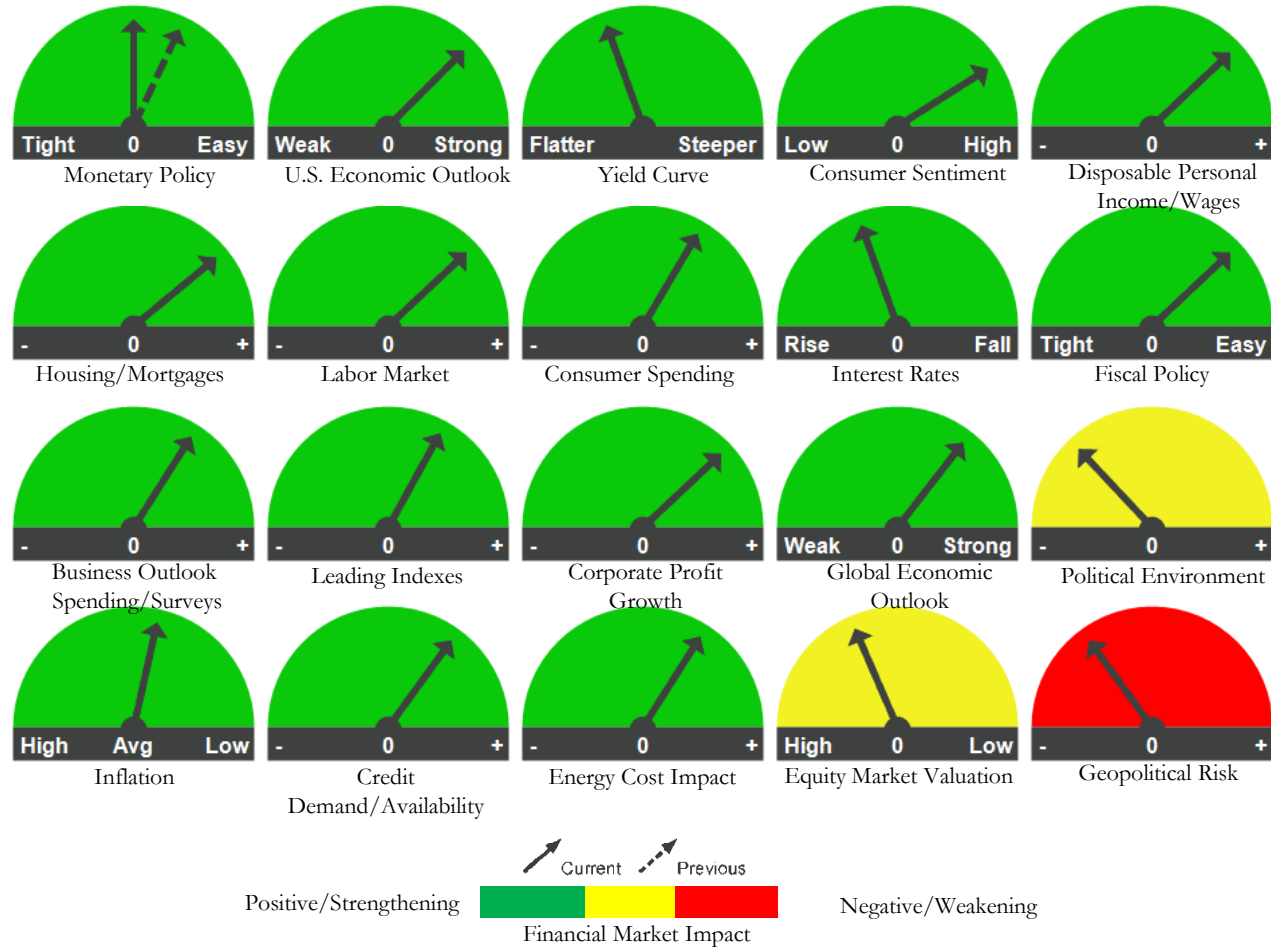 Tight 0 Easy
Monetary Policy
Weak 0 Strong
U.S. Economic Outlook
Flatter Steeper
Yield Curve
Low 0 High
Consumer Sentiment
- 0 +
Disposable Personal
Income/Wages
- 0 +
Housing/Mortgages
- 0 +
Labor Market
- 0 +
Consumer Spending
Rise 0 Fall
Interest Rates
Tight 0 Easy
Fiscal Policy
- 0 +
Business Outlook
Spending/Surveys
- 0 +
Leading Indexes
- 0 +
Corporate Profit
Growth
Weak 0 Strong
Global Economic
Outlook
- 0 +
Political Environment
High Avg Low
Inflation
- 0 +
Credit
Demand/Availability
- 0 +
Energy Cost Impact
High 0 Low
Equity Market Valuation
- 0 +
Geopolitical Risk
Current Previous
Positive/Strengthening Negative/Weakening
Financial Market Impact